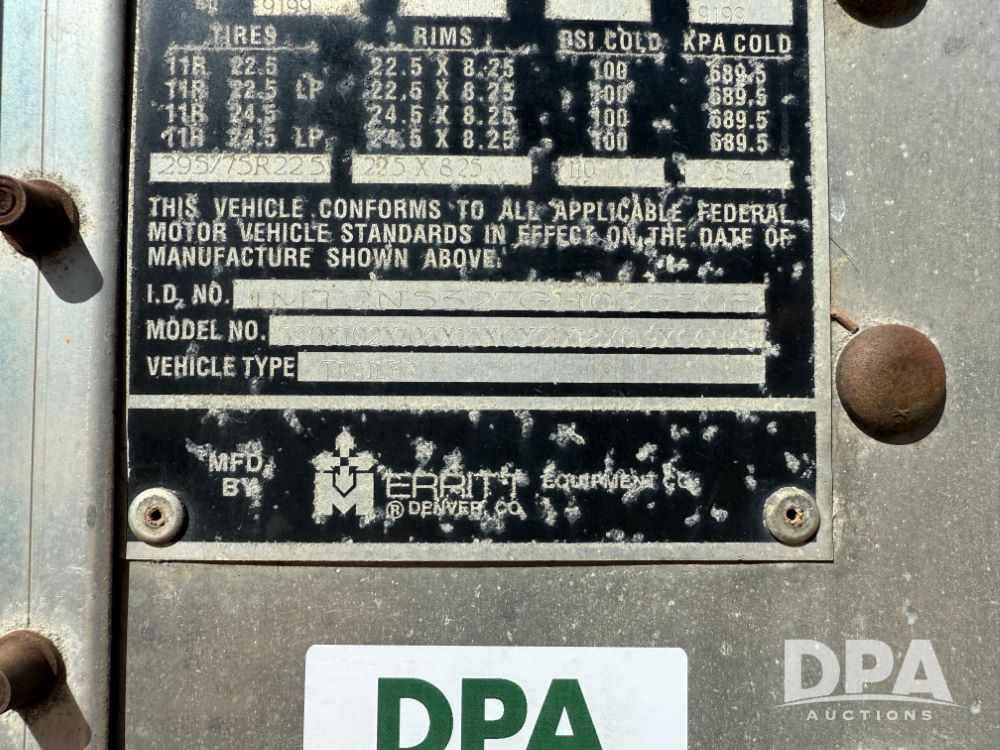 9199 9199
TIRES RIMS PSI COLD KPA COLD
11R 22.5 22.5 X 8.25 100 689.5
11R 22.5 LP 22.5 X 8.25 100 689.5
11R 24.5 24.5 X 8.25 100 689.5
11R 24.5 LP 24.5 X 8.25 100 689.5
295/75R22.5 22.5 X 8.25 110
THIS VEHICLE CONFORMS TO ALL APPLICABLE FEDERAL
MOTOR VEHICLE STANDARDS IN EFFECT ON THE DATE OF
MANUFACTURE SHOWN ABOVE.
I.D. NO.
MODEL NO.
VEHICLE TYPE TRAILER
MFD.
BY
MERRITT EQUIPMENT CO.
® DENVER, CO.
DPA
DPA
AUCTIONS